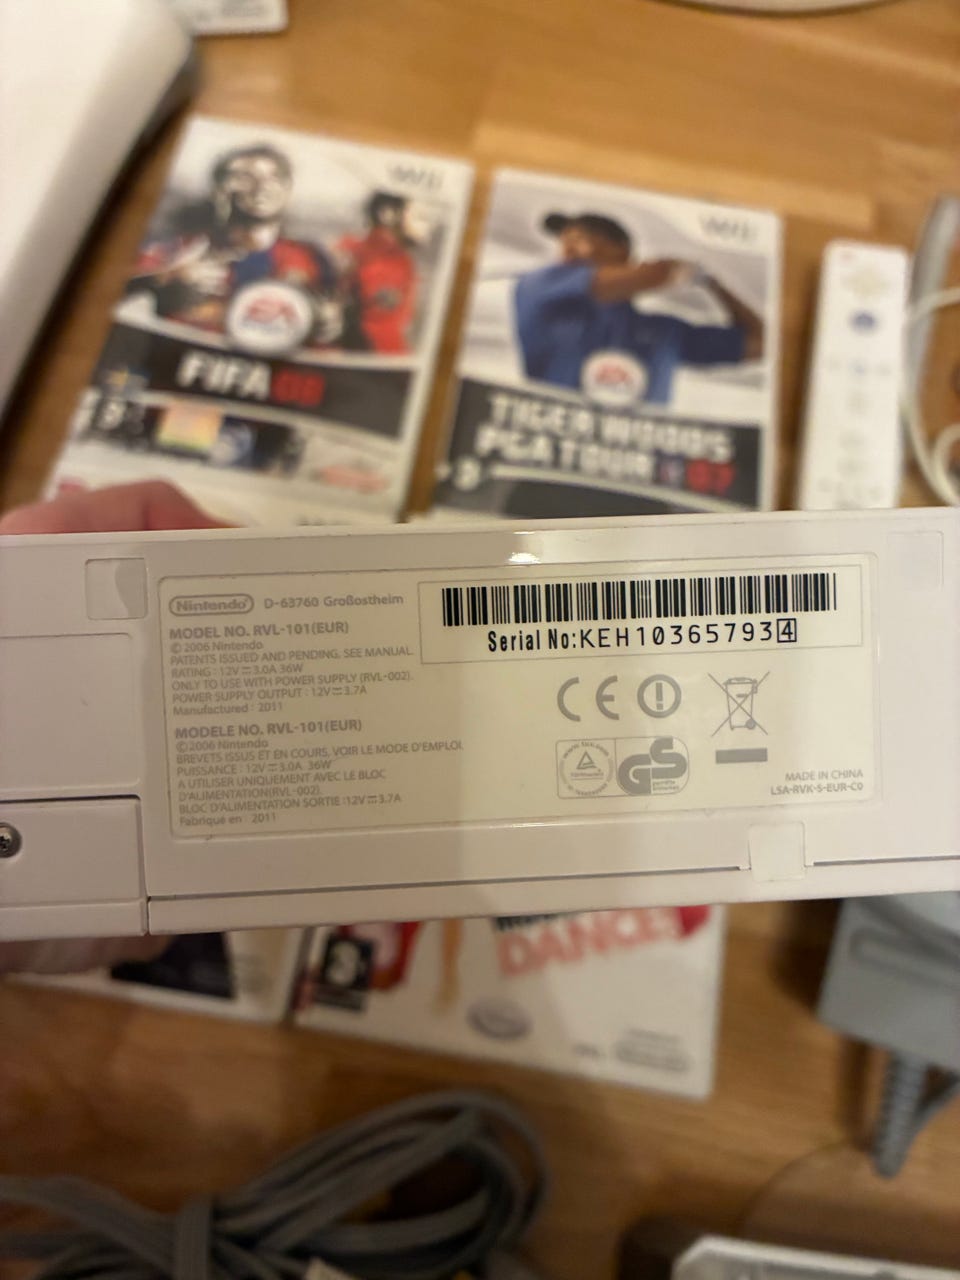 Wii
EA
FIFA 08
Wii
EA
TIGER WOODS
PGA TOUR 07
3
Nintendo D-63760 Großostheim
MODEL NO. RVL-101(EUR)
©2006 Nintendo
PATENTS ISSUED AND PENDING, SEE MANUAL.
RATING : 12V⎓3.0A 36W
ONLY TO USE WITH POWER SUPPLY (RVL-002).
POWER SUPPLY OUTPUT : 12V⎓3.7A
Manufactured : 2011
MODELE NO. RVL-101(EUR)
©2006 Nintendo
BREVETS ISSUS ET EN COURS, VOIR LE MODE D'EMPLOI.
PUISSANCE : 12V⎓3.0A 36W
A UTILISER UNIQUEMENT AVEC LE BLOC
D'ALIMENTATION(RVL-002).
BLOC D'ALIMENTATION SORTIE :12V⎓3.7A
Fabriqué en : 2011
Serial No:KEH103657934
CE
GS
MADE IN CHINA
LSA-RVK-S-EUR-C0
DANCE!
3